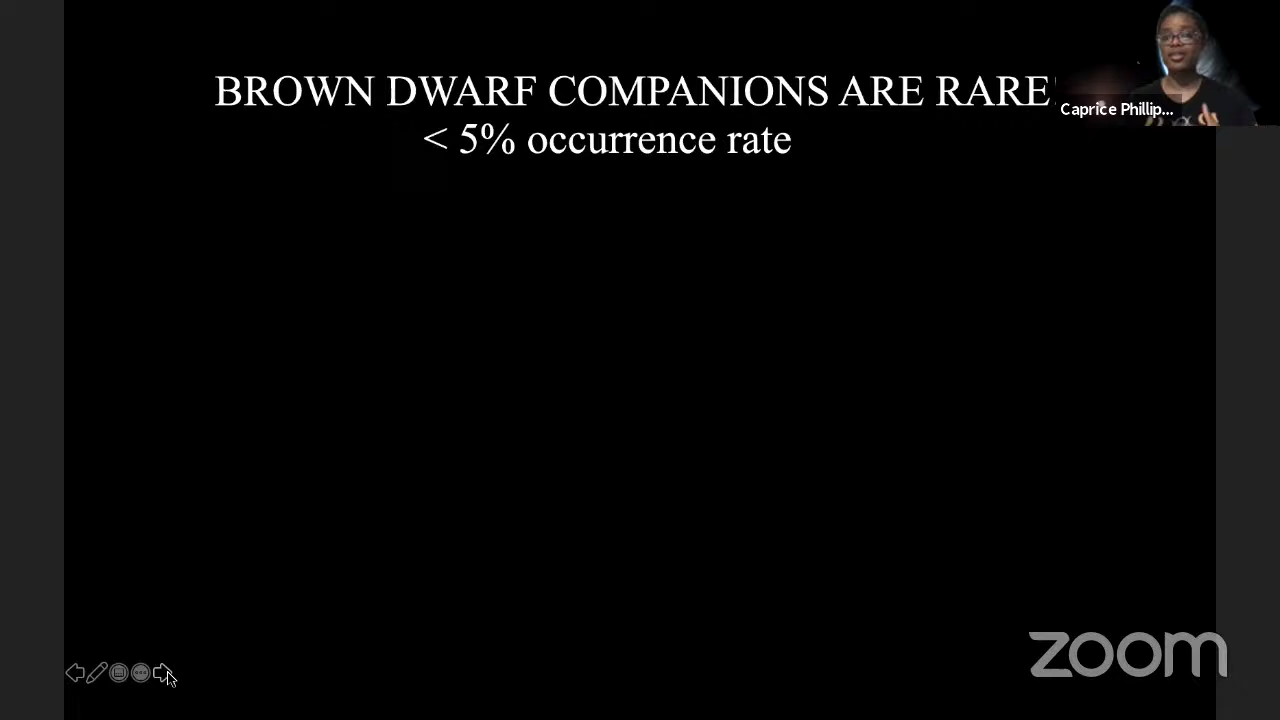 BROWN DWARF COMPANIONS ARE RARE!
< 5% occurrence rate
Caprice Phillip...
zoom